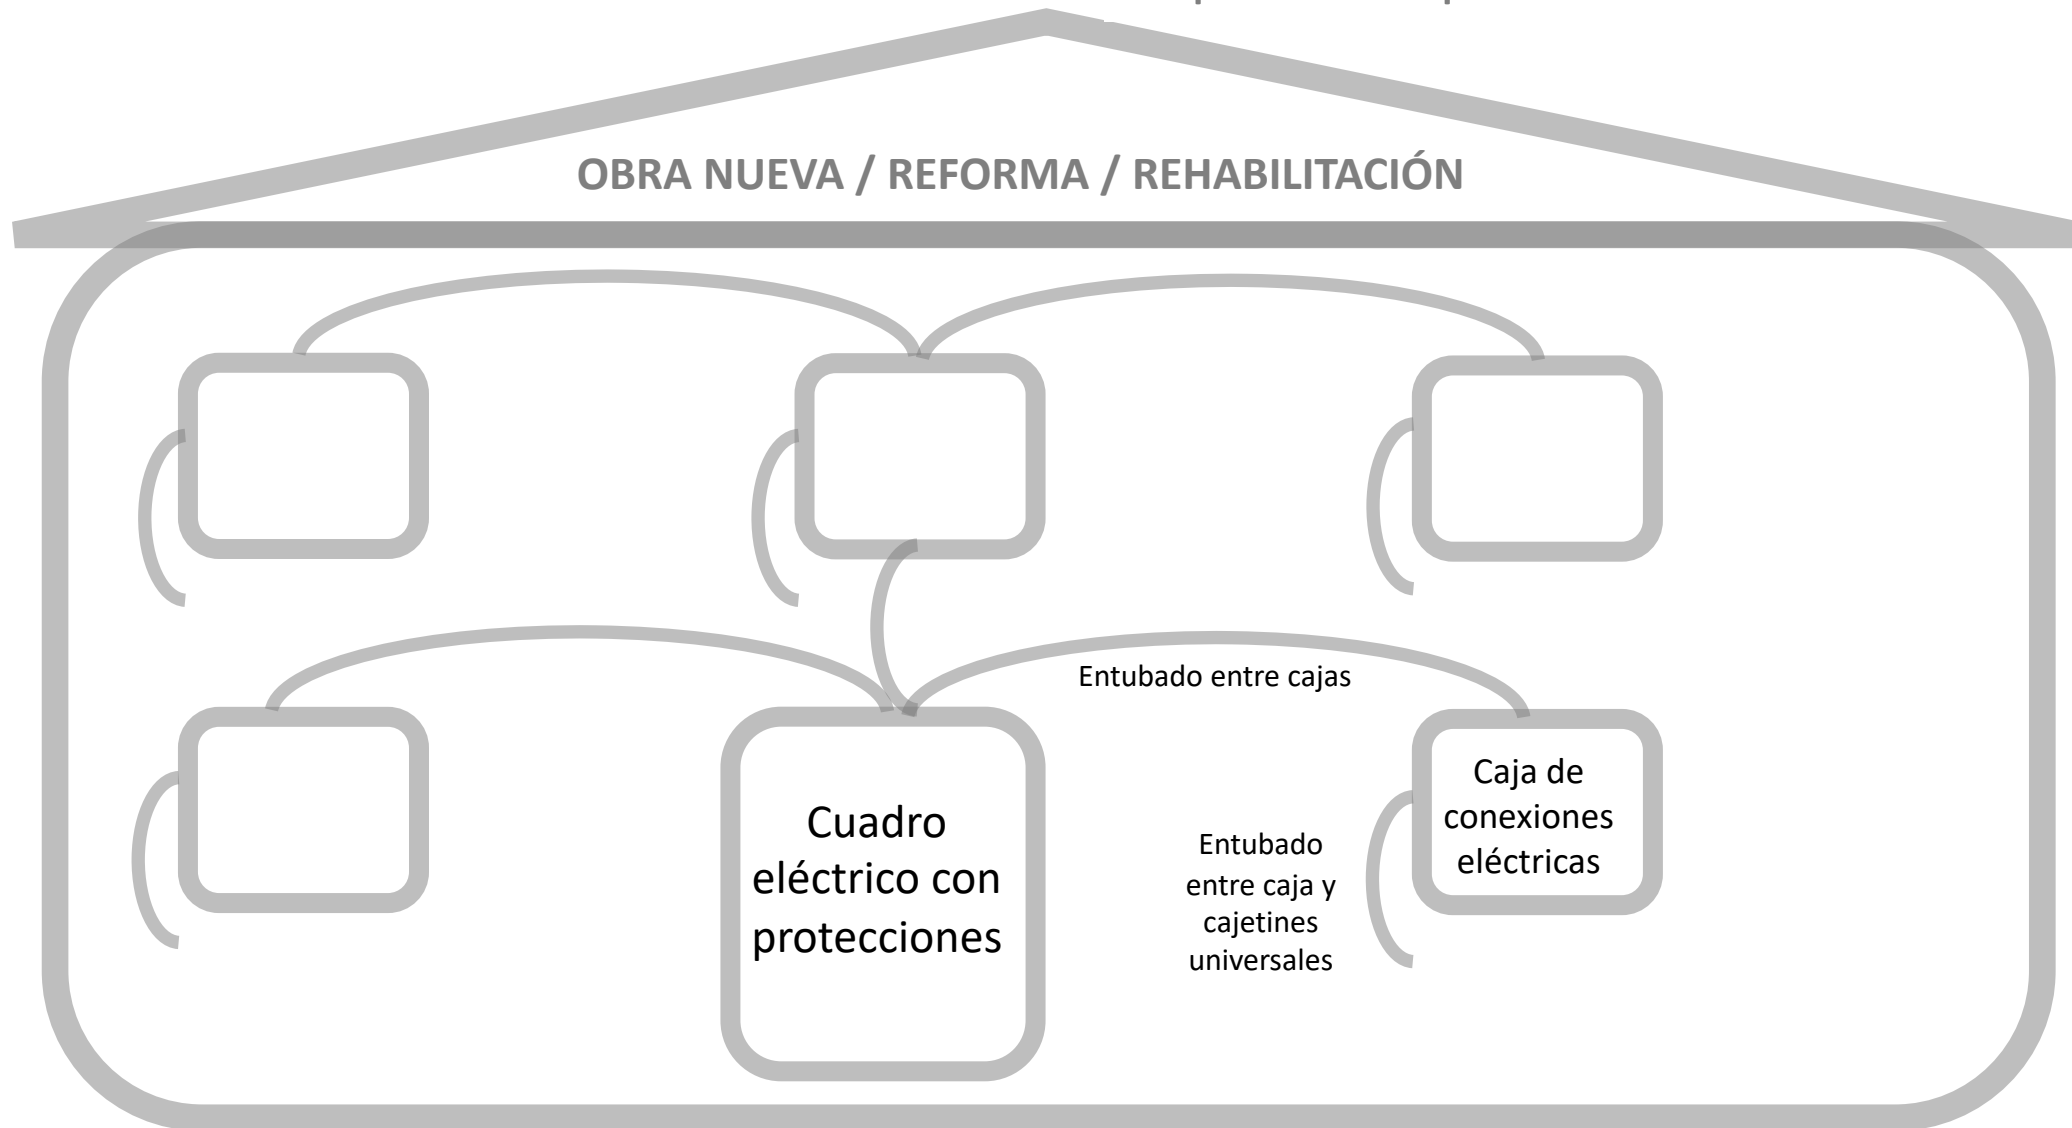 OBRA NUEVA / REFORMA / REHABILITACIÓN
Entubado entre cajas
Cuadro
eléctrico con
protecciones
Entubado
entre caja y
cajetines
universales
Caja de
conexiones
eléctricas